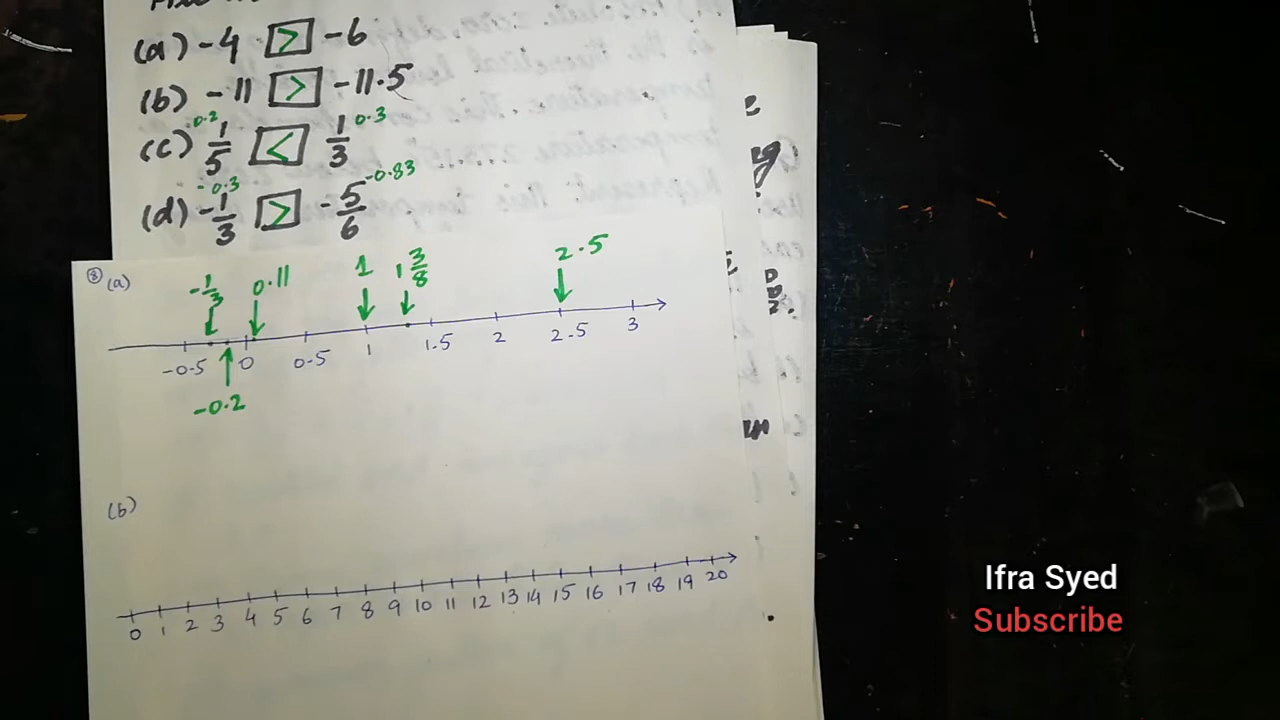 (a) -4 > -6
(b) -11 > -11.5
0.2 0.3
(c) 1/5 < 1/3
-0.3 -0.83
(d) -1/3 > -5/6
⑧ (a)
-1/3 0.11 1 1 3/8 2.5
-0.5 0 0.5 1 1.5 2 2.5 3
-0.2
(b)
0 1 2 3 4 5 6 7 8 9 10 11 12 13 14 15 16 17 18 19 20
Ifra Syed
Subscribe